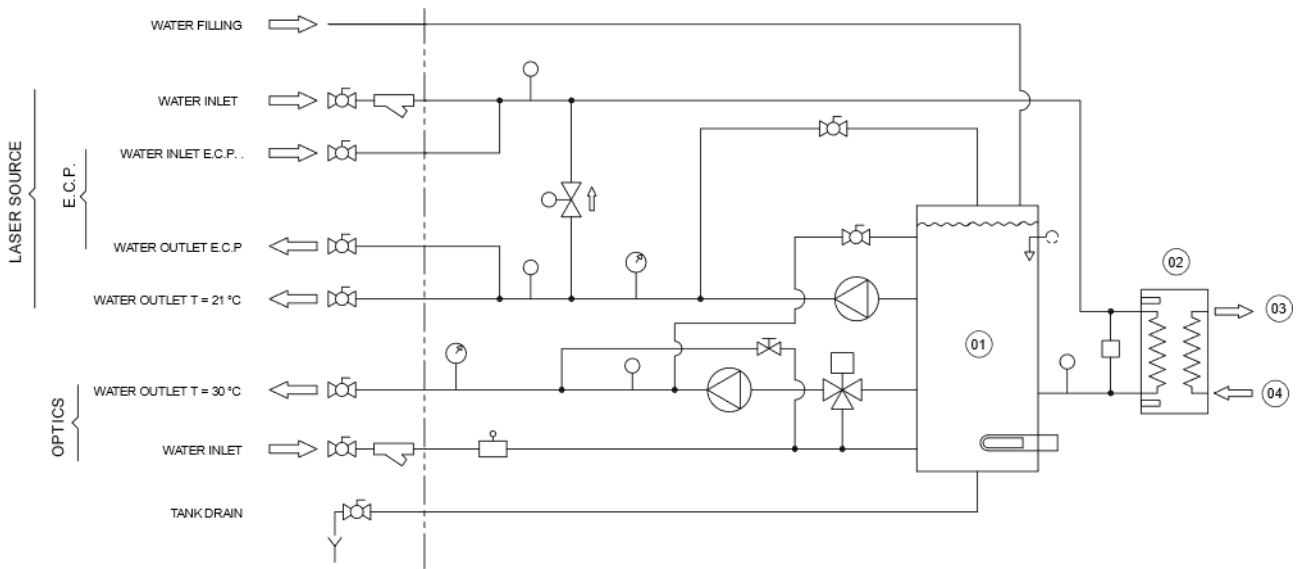 WATER FILLING
LASER SOURCE
WATER INLET
E.C.P.
WATER INLET E.C.P. .
WATER OUTLET E.C.P
WATER OUTLET T = 21 °C
02
03
01
04
OPTICS
WATER OUTLET T = 30 °C
WATER INLET
TANK DRAIN